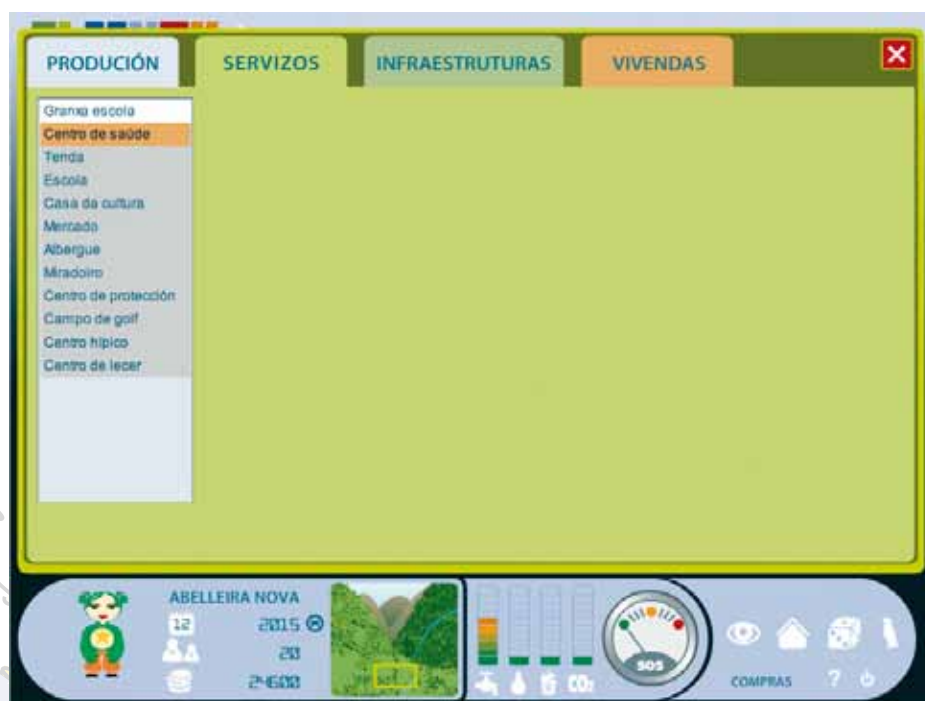 PRODUCIÓN
SERVIZOS
INFRAESTRUTURAS
VIVENDAS
Granxa escola
Centro de saúde
Tenda
Escola
Casa da cultura
Mercado
Albergue
Miradoiro
Centro de protección
Campo de golf
Centro hípico
Centro de lecer
ABELLEIRA NOVA
12 2015
20
24600
CO2
SOS
COMPRAS ?